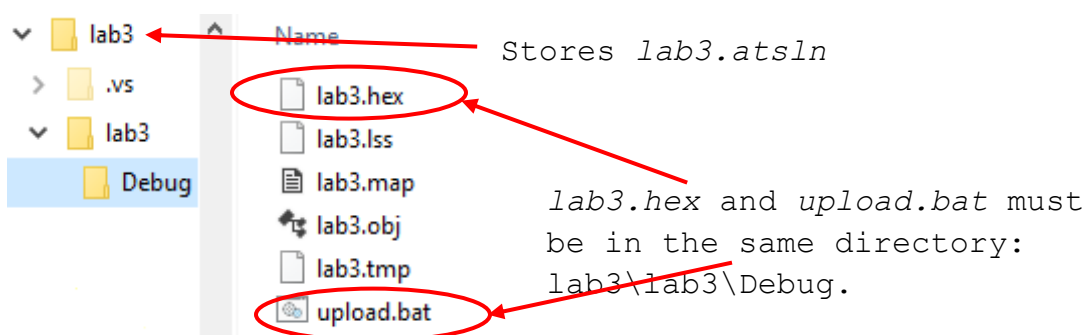 lab3
.vs
lab3
Debug
Name
lab3.hex
lab3.lss
lab3.map
lab3.obj
lab3.tmp
upload.bat
Stores lab3.atsln
lab3.hex and upload.bat must
be in the same directory:
lab3\lab3\Debug.